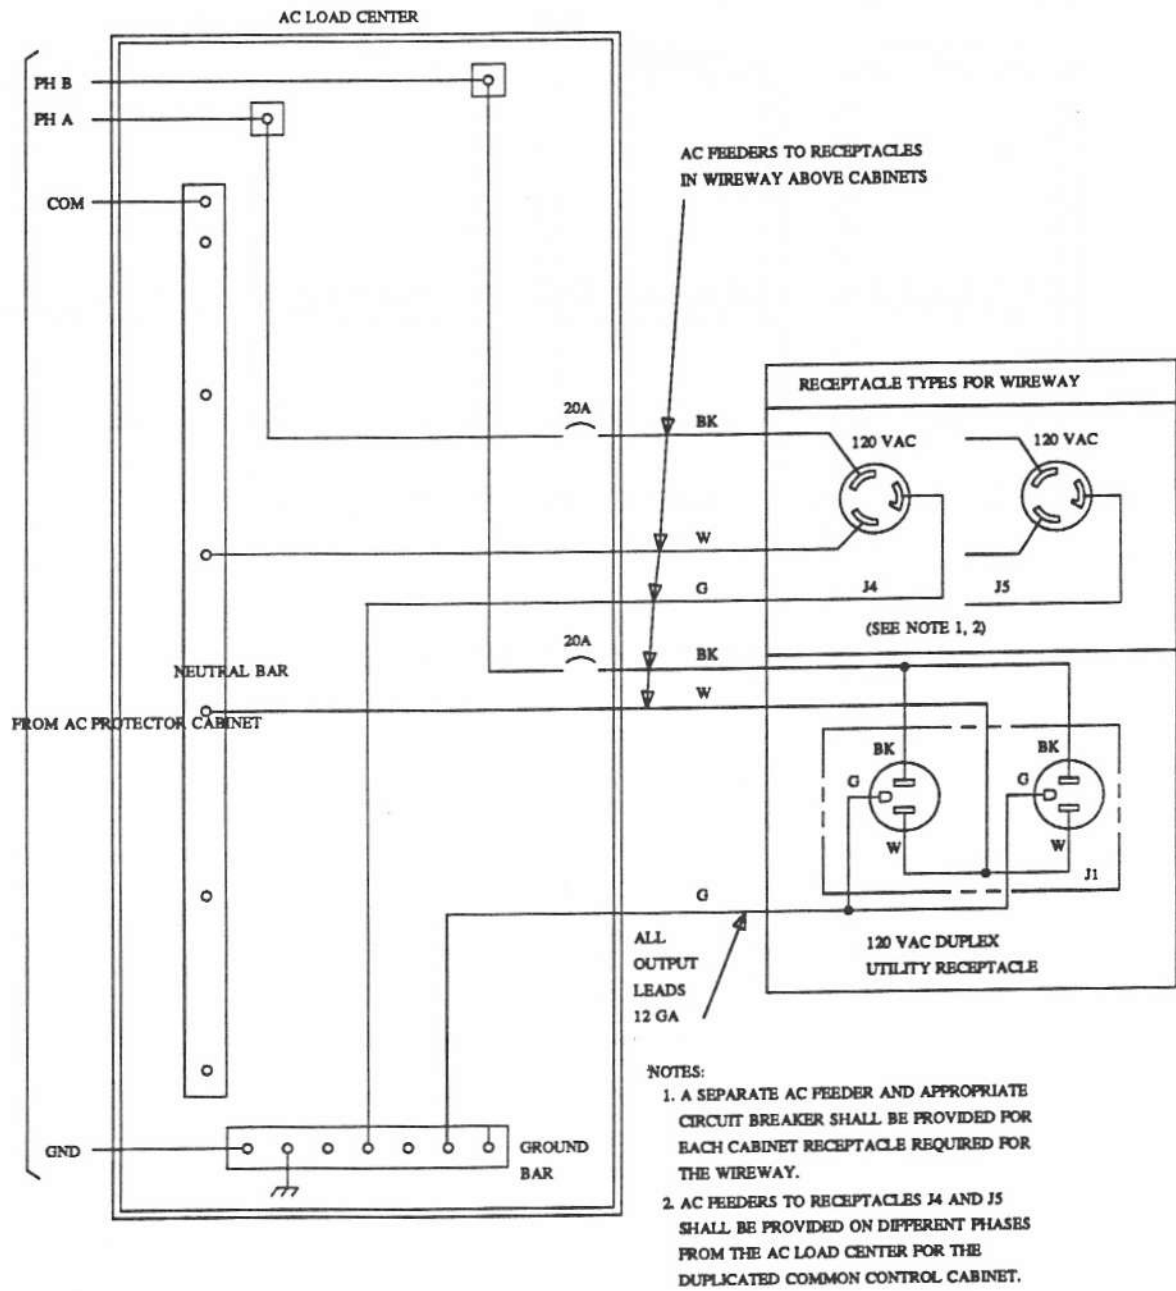 AC LOAD CENTER
PH B
PH A
COM
AC FEEDERS TO RECEPTACLES
IN WIREWAY ABOVE CABINETS
RECEPTACLE TYPES FOR WIREWAY
20A
BK
120 VAC
120 VAC
W
G
J4
J5
(SEE NOTE 1, 2)
20A
BK
NEUTRAL BAR
W
FROM AC PROTECTOR CABINET
BK
BK
G
G
W
W
J1
G
ALL
OUTPUT
LEADS
12 GA
120 VAC DUPLEX
UTILITY RECEPTACLE
GND
GROUND
BAR
NOTES:
1. A SEPARATE AC FEEDER AND APPROPRIATE
CIRCUIT BREAKER SHALL BE PROVIDED FOR
EACH CABINET RECEPTACLE REQUIRED FOR
THE WIREWAY.
2. AC FEEDERS TO RECEPTACLES J4 AND J5
SHALL BE PROVIDED ON DIFFERENT PHASES
FROM THE AC LOAD CENTER FOR THE
DUPLICATED COMMON CONTROL CABINET.